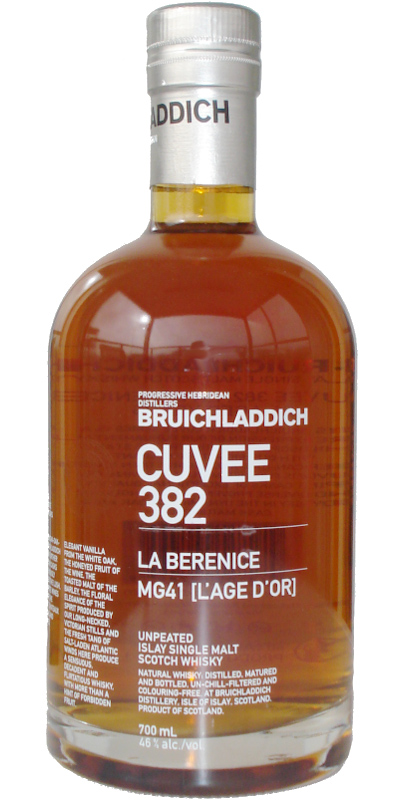 ADDICH
PROGRESSIVE HEBRIDEAN
DISTILLERS
BRUICHLADDICH
CUVEE
382
LA BERENICE
MG41 [L'AGE D'OR]
UNPEATED
ISLAY SINGLE MALT
SCOTCH WHISKY
NATURAL WHISKY, DISTILLED, MATURED
AND BOTTLED, UN-CHILL-FILTERED AND
COLOURING-FREE, AT BRUICHLADDICH
DISTILLERY, ISLE OF ISLAY, SCOTLAND.
PRODUCT OF SCOTLAND.
700 mL
46% alc./vol.
ELEGANT VANILLA
FROM THE WHITE OAK,
THE HONEYED FRUIT OF
THE WINE, THE
TOASTED MALT OF THE
BARLEY, THE FLORAL
ELEGANCE OF THE
SPIRIT PRODUCED BY
OUR LONG-NECKED,
VICTORIAN STILLS AND
THE FRESH TANG OF
SALT-LADEN ATLANTIC
WINDS HERE PRODUCE
A SENSUOUS,
DECADENT AND
FLIRTATIOUS WHISKY,
WITH MORE THAN A
HINT OF FORBIDDEN
FRUIT